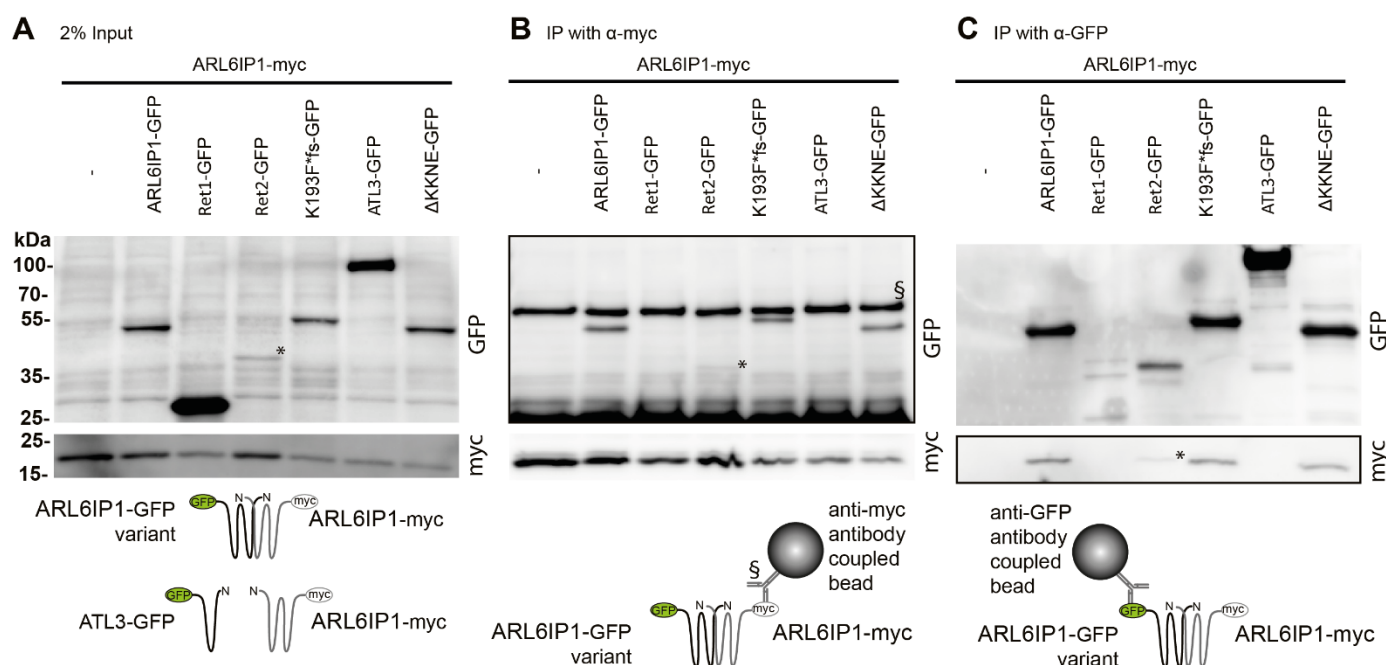 A 2% Input
ARL6IP1-myc
-
ARL6IP1-GFP
Ret1-GFP
Ret2-GFP
K193F*fs-GFP
ATL3-GFP
ΔKKNE-GFP
kDa
100-
70-
55-
35-
25-
*
GFP
25-
15-
myc
GFP N N myc
ARL6IP1-GFP
variant
ARL6IP1-myc
GFP N N myc
ATL3-GFP
ARL6IP1-myc
B IP with α-myc
ARL6IP1-myc
-
ARL6IP1-GFP
Ret1-GFP
Ret2-GFP
K193F*fs-GFP
ATL3-GFP
ΔKKNE-GFP
§
*
GFP
myc
anti-myc
antibody
coupled
bead
§
GFP N N myc
ARL6IP1-GFP
variant
ARL6IP1-myc
C IP with α-GFP
ARL6IP1-myc
-
ARL6IP1-GFP
Ret1-GFP
Ret2-GFP
K193F*fs-GFP
ATL3-GFP
ΔKKNE-GFP
GFP
*
myc
anti-GFP
antibody
coupled
bead
GFP N N myc
ARL6IP1-GFP
variant
ARL6IP1-myc